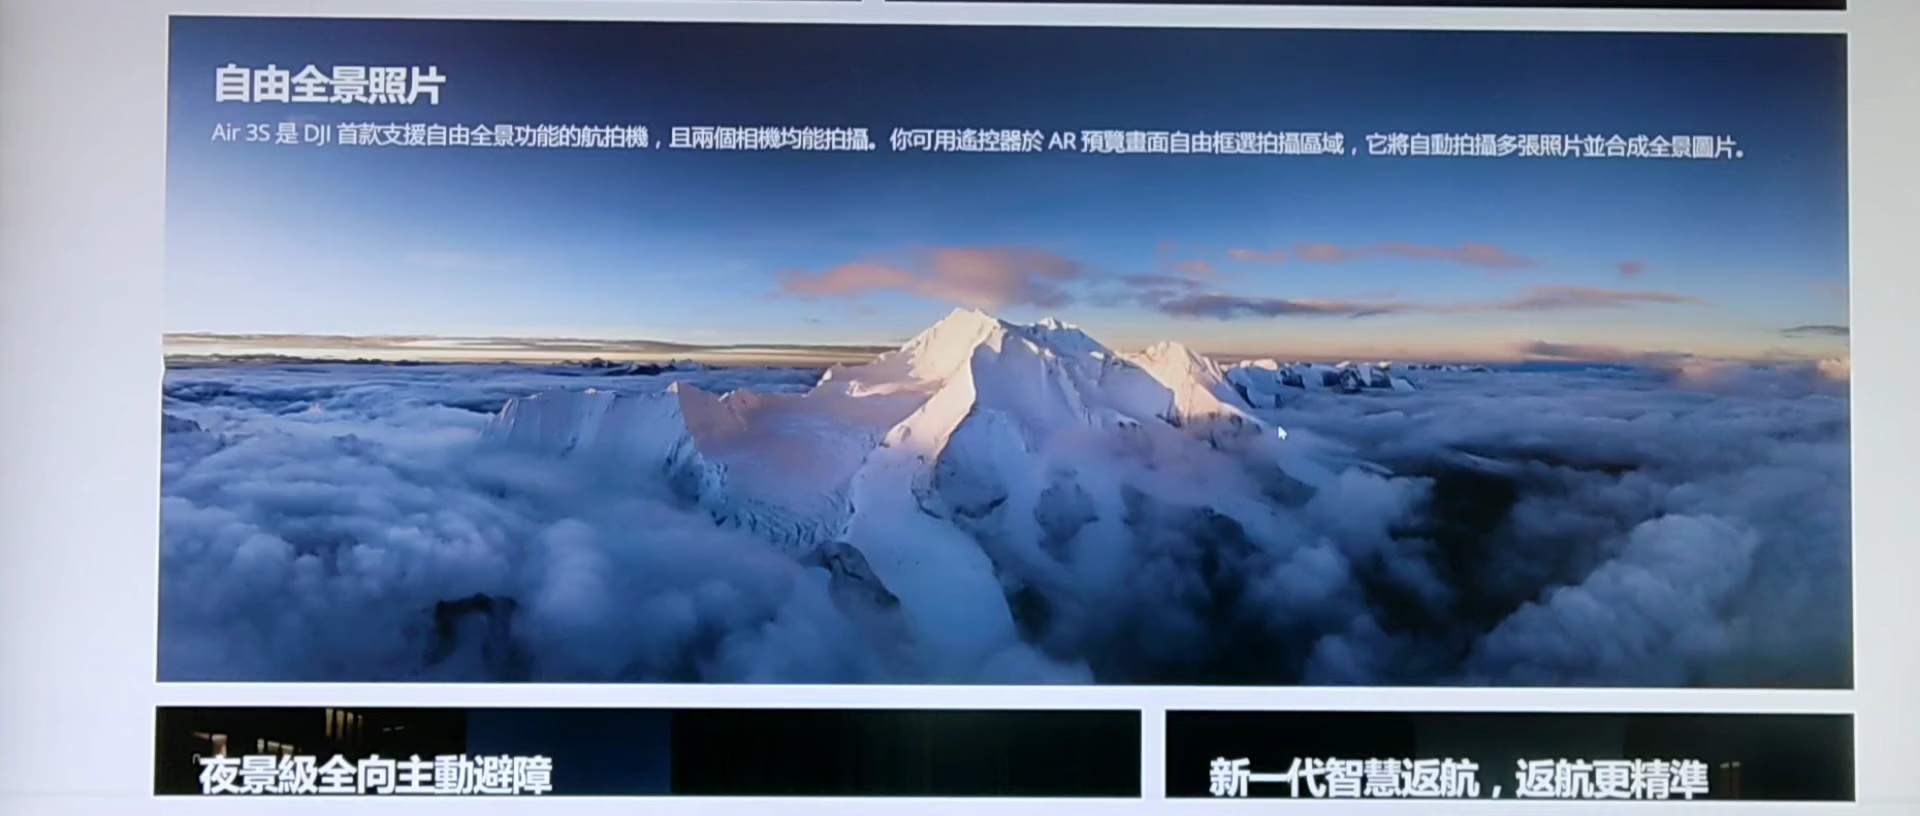 自由全景照片
Air 3S 是 DJI 首款支援自由全景功能的航拍機，且兩個相機均能拍攝。你可用遙控器於 AR 預覽畫面自由框選拍攝區域，它將自動拍攝多張照片並合成全景圖片。
夜景級全向主動避障
新一代智慧返航，返航更精準